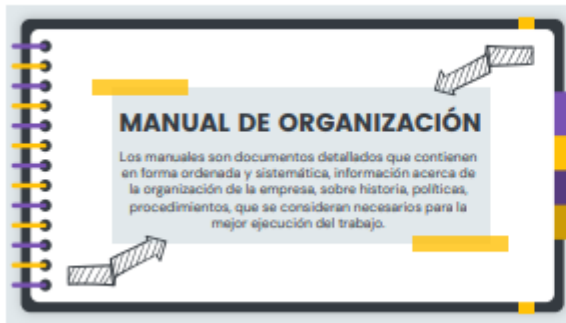 MANUAL DE ORGANIZACIÓN
Los manuales son documentos detallados que contienen
en forma ordenada y sistemática, información acerca de
la organización de la empresa, sobre historia, políticas,
procedimientos, que se consideran necesarios para la
mejor ejecución del trabajo.